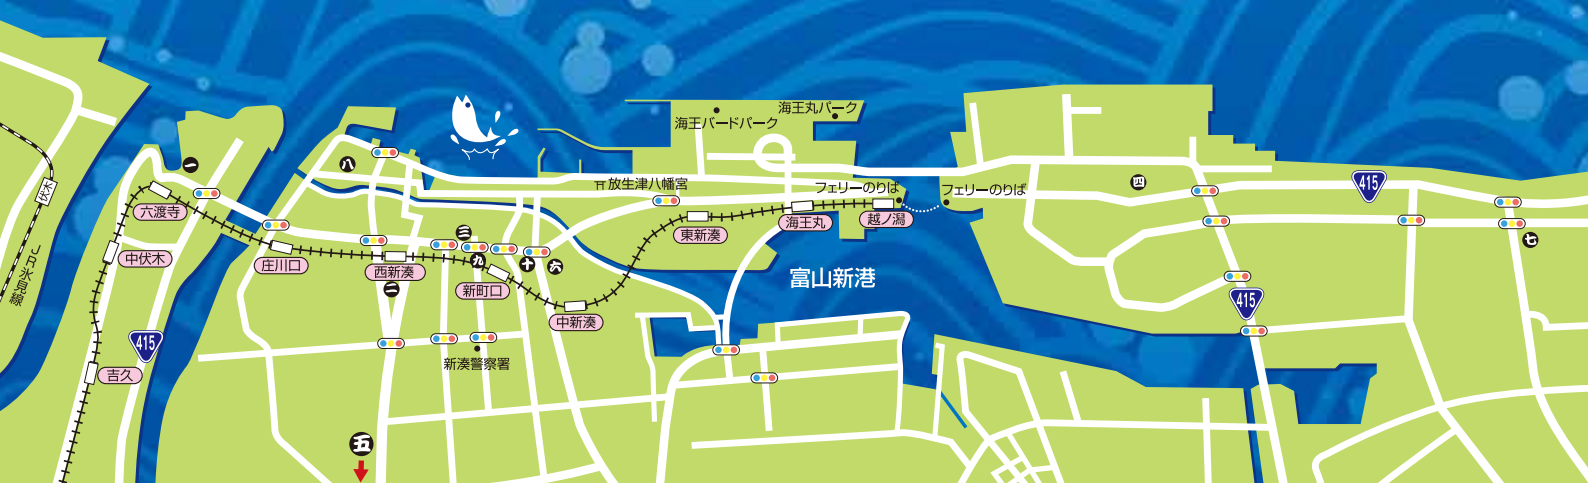 海王丸パーク
海王バードパーク
八
一
伏木
放生津八幡宮
フェリーのりば
フェリーのりば
四
415
六渡寺
海王丸
越ノ潟
三
東新湊
七
中伏木
庄川口
西新湊
九
十
六
JR氷見線
二
新町口
富山新港
415
中新湊
415
新湊警察署
吉久
五